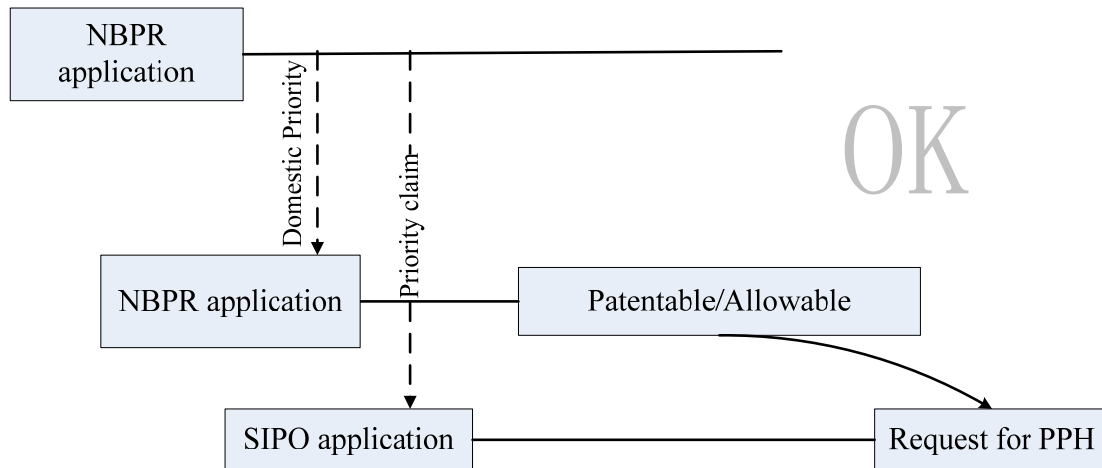 NBPR
application
OK
Domestic Priority
Priority claim
NBPR application
Patentable/Allowable
SIPO application
Request for PPH